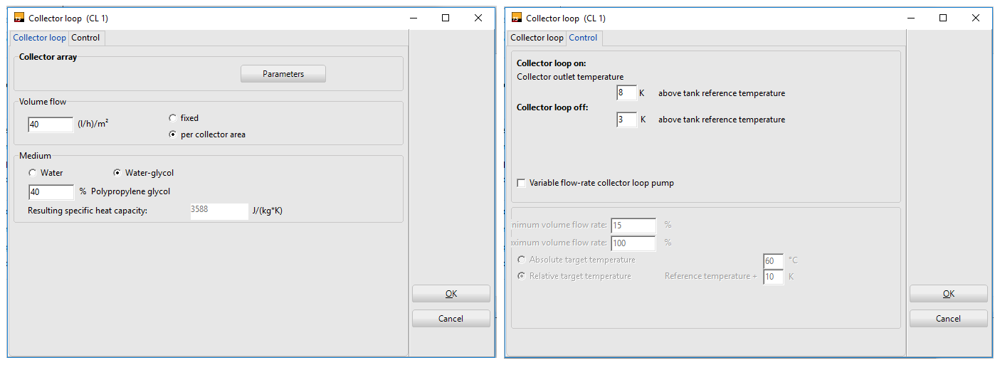 Collector loop (CL 1)
Collector loop Control
Collector array
Parameters
Volume flow
40 (l/h)/m²
fixed
per collector area
Medium
Water Water-glycol
40 % Polypropylene glycol
Resulting specific heat capacity: 3588 J/(kg*K)
OK
Cancel
Collector loop (CL 1)
Collector loop Control
Collector loop on:
Collector outlet temperature
8 K above tank reference temperature
Collector loop off:
3 K above tank reference temperature
Variable flow-rate collector loop pump
nimum volume flow rate: 15 %
aximum volume flow rate: 100 %
Absolute target temperature 60 °C
Relative target temperature Reference temperature + 10 K
OK
Cancel